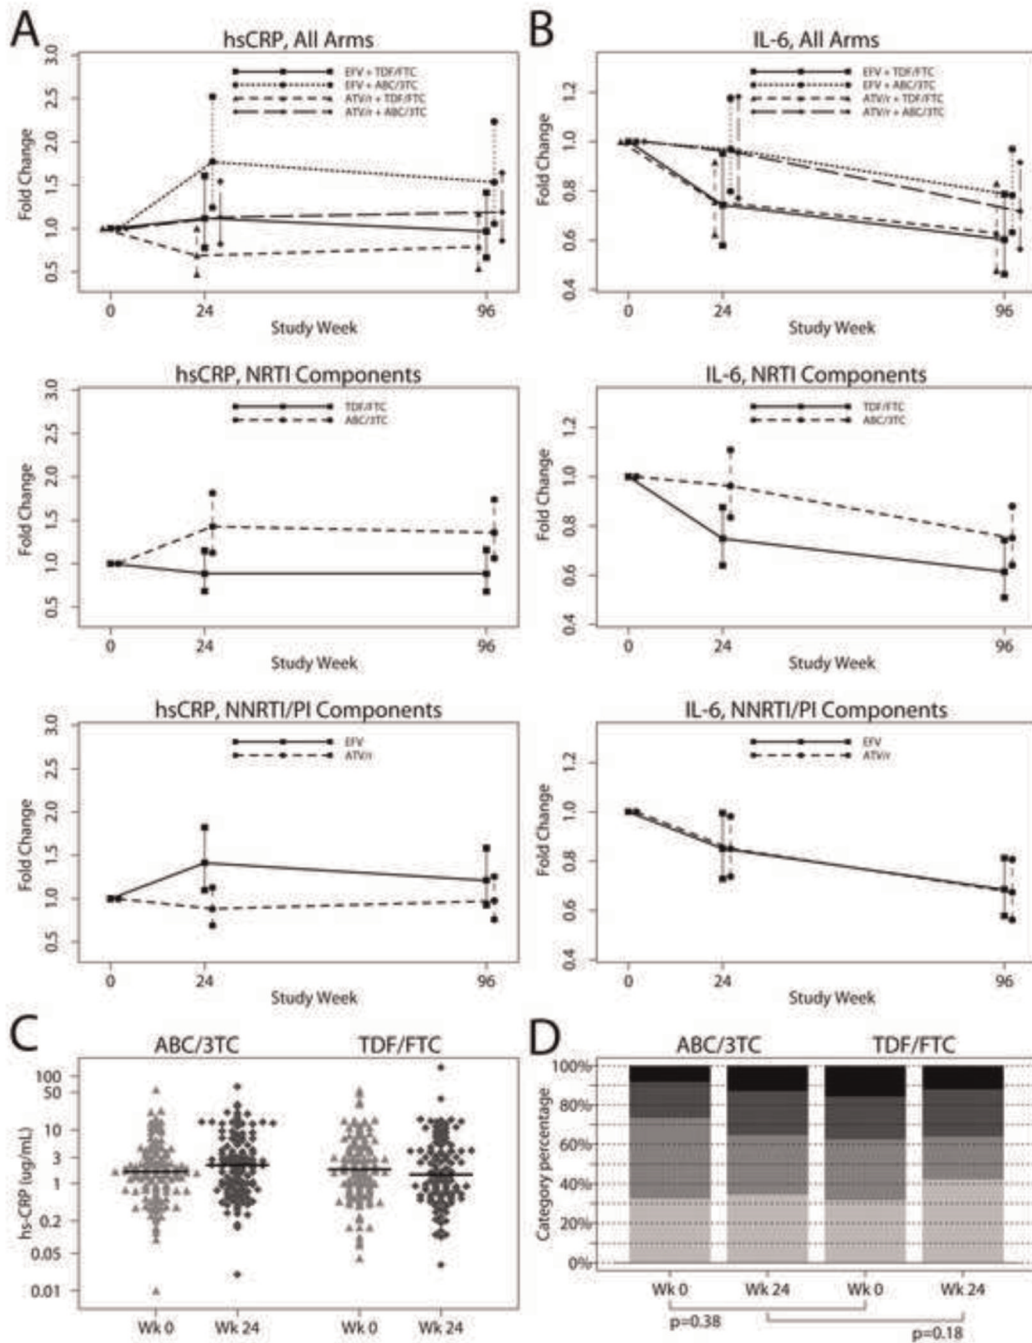 A
hsCRP, All Arms
EFV + TDF/FTC
EFV + ABC/3TC
ATV/r + TDF/FTC
ATV/r + ABC/3TC
Fold Change
3.0
2.5
2.0
1.5
1.0
0.5
0 24 96
Study Week
B
IL-6, All Arms
EFV + TDF/FTC
EFV + ABC/3TC
ATV/r + TDF/FTC
ATV/r + ABC/3TC
Fold Change
1.2
1.0
0.8
0.6
0.4
0 24 96
Study Week
hsCRP, NRTI Components
TDF/FTC
ABC/3TC
Fold Change
3.0
2.5
2.0
1.5
1.0
0.5
0 24 96
Study Week
IL-6, NRTI Components
TDF/FTC
ABC/3TC
Fold Change
1.2
1.0
0.8
0.6
0.4
0 24 96
Study Week
hsCRP, NNRTI/PI Components
EFV
ATV/r
Fold Change
3.0
2.5
2.0
1.5
1.0
0.5
0 24 96
Study Week
IL-6, NNRTI/PI Components
EFV
ATV/r
Fold Change
1.2
1.0
0.8
0.6
0.4
0 24 96
Study Week
C
ABC/3TC TDF/FTC
hs-CRP (ug/mL)
100
50
10
3
1
0.2
0.05
0.01
Wk 0 Wk 24 Wk 0 Wk 24
D
ABC/3TC TDF/FTC
Category percentage
100%
80%
60%
40%
20%
0%
Wk 0 Wk 24 Wk 0 Wk 24
p=0.38
p=0.18